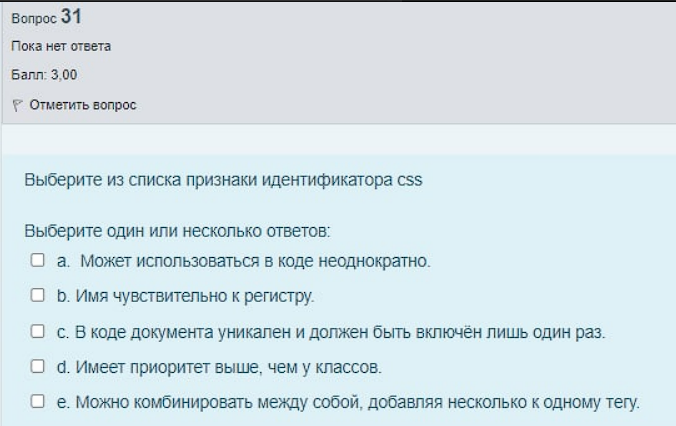 Вопрос 31
Пока нет ответа
Балл: 3,00
Отметить вопрос
Выберите из списка признаки идентификатора css
Выберите один или несколько ответов:
a. Может использоваться в коде неоднократно.
b. Имя чувствительно к регистру.
c. В коде документа уникален и должен быть включён лишь один раз.
d. Имеет приоритет выше, чем у классов.
e. Можно комбинировать между собой, добавляя несколько к одному тегу.